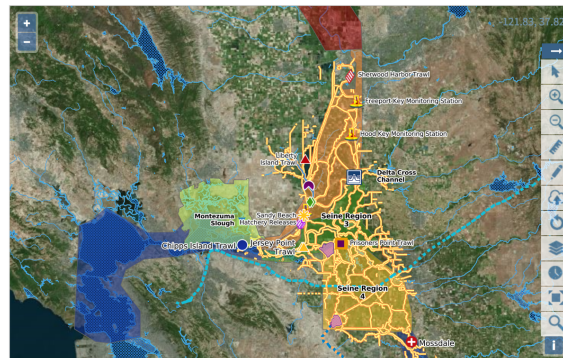 +
-121.83, 37.82
−
Sherwood Harbor Trawl
Freeport Key Monitoring Station
Hood Key Monitoring Station
Liberty
Island Trawl
Delta Cross
Channel
Montezuma
Slough
Sandy Beach
Hatchery Releases
Seine Region
3
Chipps Island Trawl
Jersey Point
Trawl
Prisoners Point Trawl
Seine Region
4
Mossdale
i